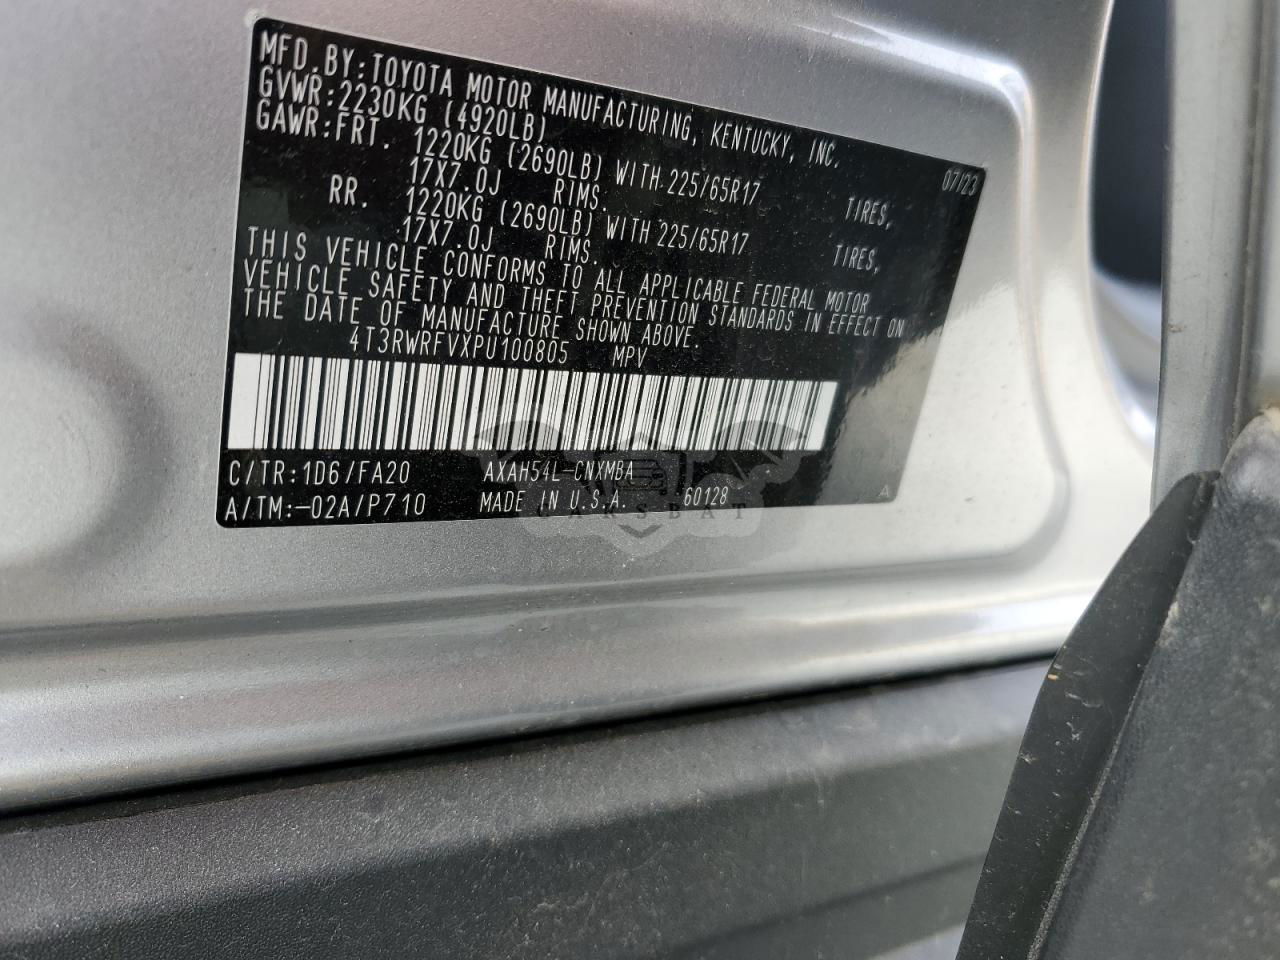 MFD.BY:TOYOTA MOTOR MANUFACTURING, KENTUCKY, INC.
GVWR:2230KG (4920LB) 07/23
GAWR:FRT. 1220KG (2690LB) WITH 225/65R17 TIRES,
17X7.0J RIMS.
RR. 1220KG (2690LB) WITH 225/65R17 TIRES,
17X7.0J RIMS.
THIS VEHICLE CONFORMS TO ALL APPLICABLE FEDERAL MOTOR
VEHICLE SAFETY AND THEFT PREVENTION STANDARDS IN EFFECT ON
THE DATE OF MANUFACTURE SHOWN ABOVE.
4T3RWRFVXPU100805 MPV
C/TR:1D6/FA20 AXAH54L-CNXMBA
A/TM:-02A/P710 MADE IN U.S.A. 60128 A
CARSBAT